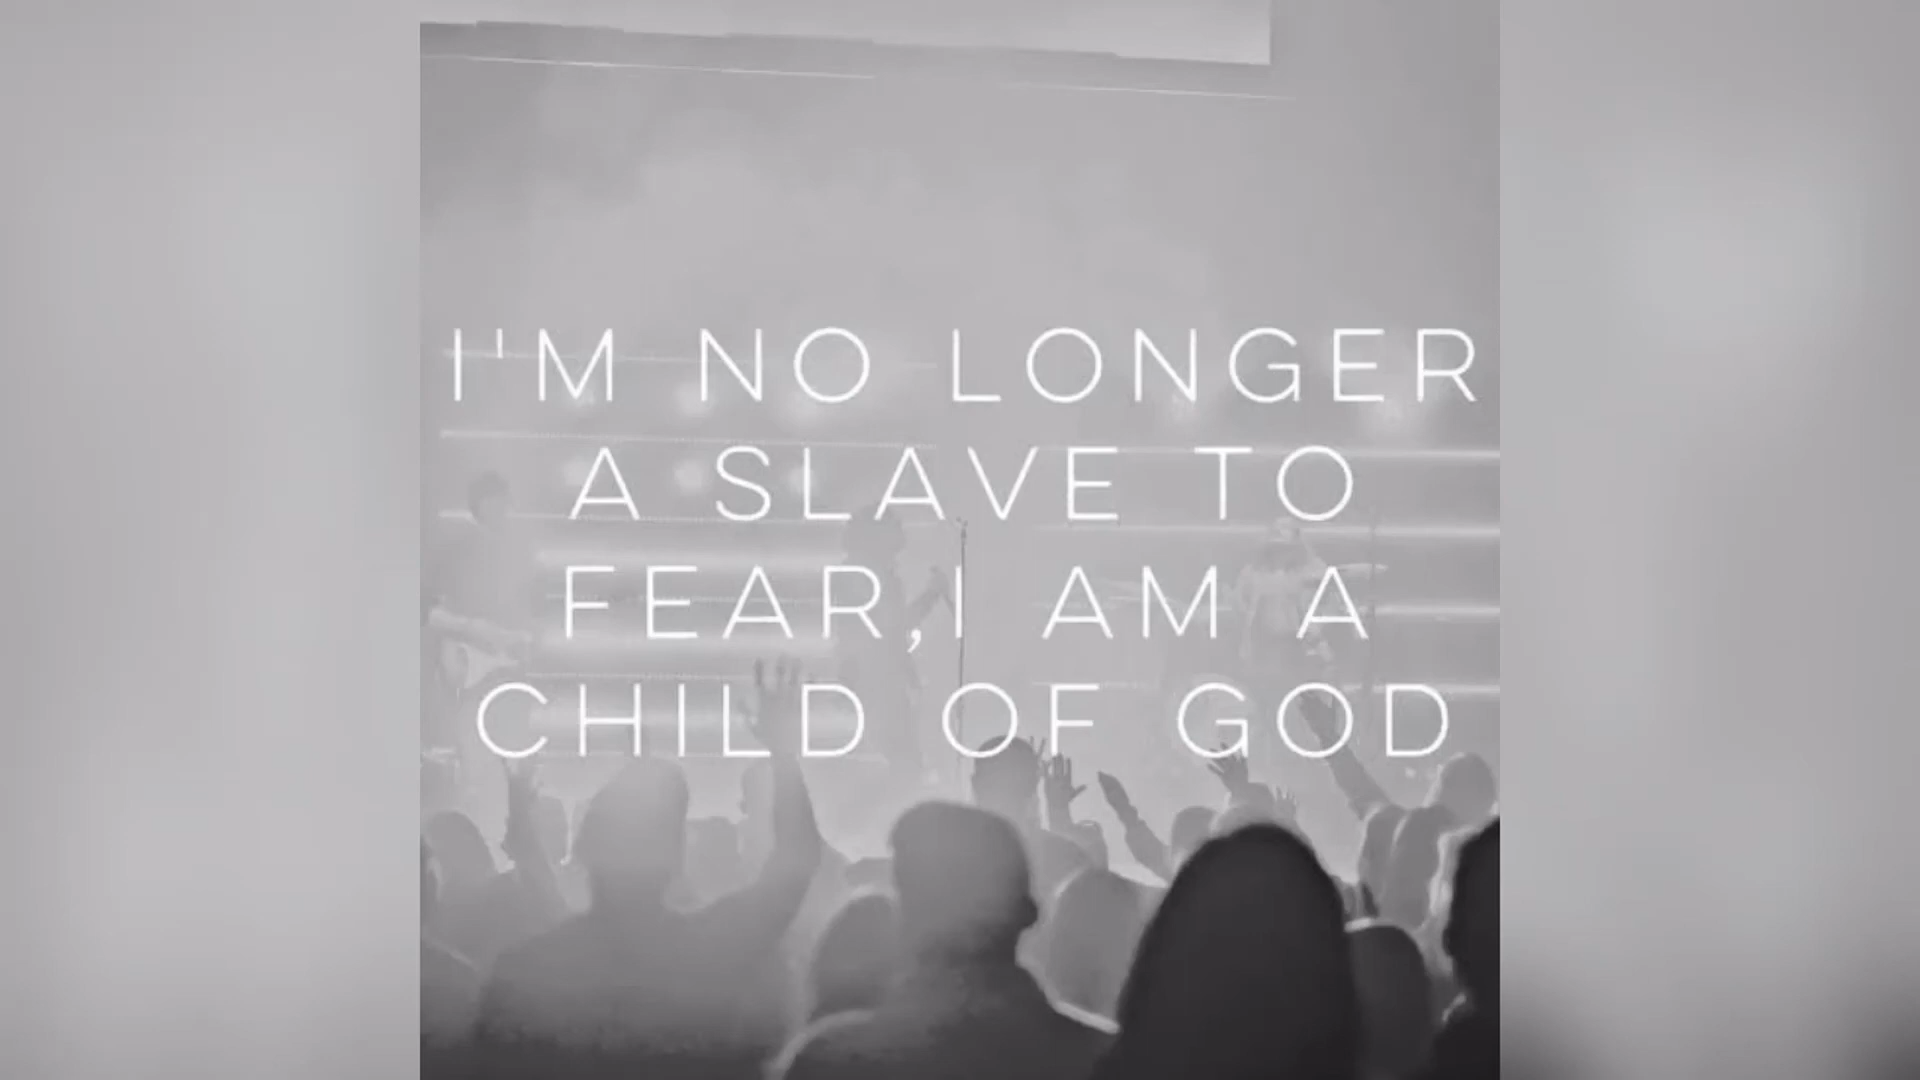 I'M NO LONGER
A SLAVE TO
FEAR, I AM A
CHILD OF GOD